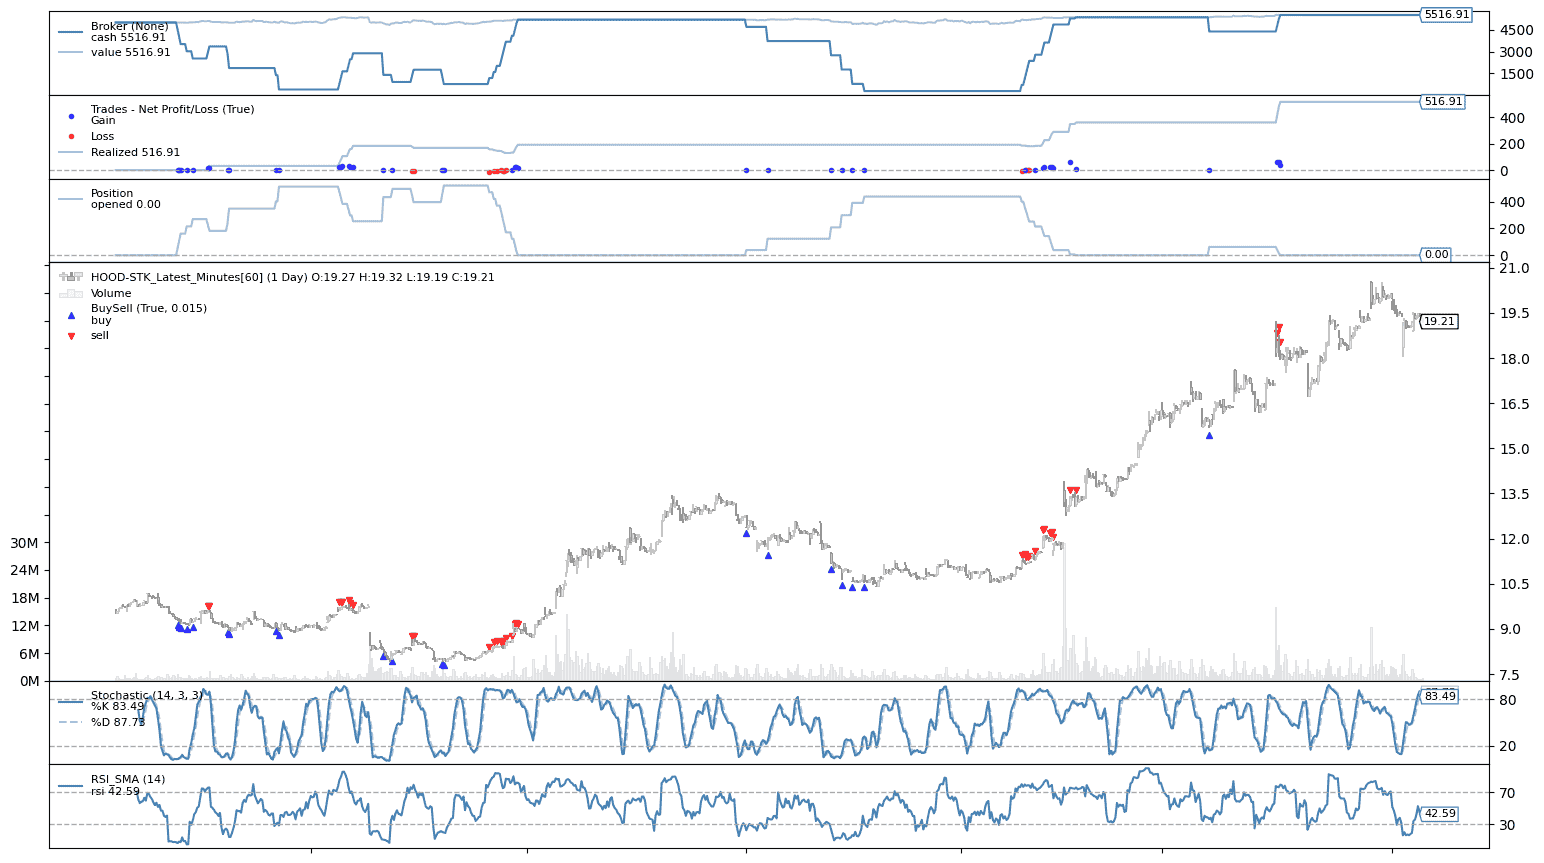 Broker (None)
cash 5516.91
value 5516.91
5516.91
4500
3000
1500
Trades - Net Profit/Loss (True)
Gain
Loss
Realized 516.91
516.91
400
200
0
Position
opened 0.00
400
200
0
0.00
HOOD-STK_Latest_Minutes[60] (1 Day) O:19.27 H:19.32 L:19.19 C:19.21
Volume
BuySell (True, 0.015)
buy
sell
21.0
19.5
19.21
18.0
16.5
15.0
13.5
12.0
10.5
9.0
7.5
30M
24M
18M
12M
6M
0M
Stochastic (14, 3, 3)
%K 83.49
%D 87.73
87.73
83.49
80
20
RSI_SMA (14)
rsi 42.59
70
42.59
30